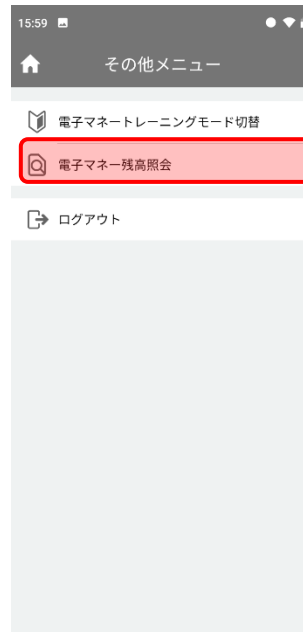 15:59
その他メニュー
電子マネートレーニングモード切替
電子マネー残高照会
ログアウト